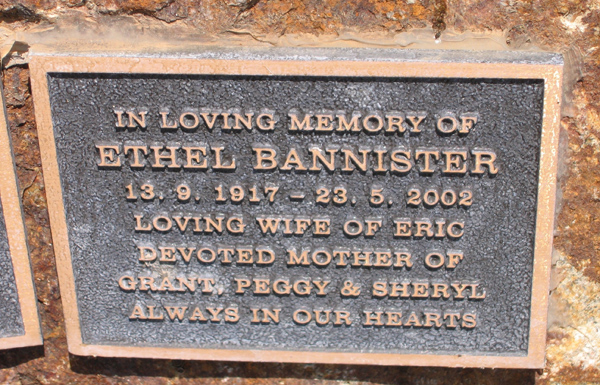 IN LOVING MEMORY OF
ETHEL BANNISTER
13. 9. 1917 - 23. 5. 2002
LOVING WIFE OF ERIC
DEVOTED MOTHER OF
GRANT, PEGGY & SHERYL
ALWAYS IN OUR HEARTS